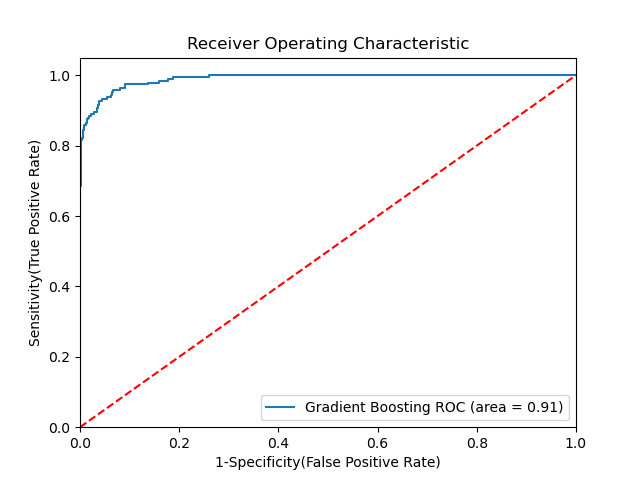 Receiver Operating Characteristic
1.0
0.8
0.6
0.4
0.2
0.0
Sensitivity(True Positive Rate)
Gradient Boosting ROC (area = 0.91)
0.0 0.2 0.4 0.6 0.8 1.0
1-Specificity(False Positive Rate)